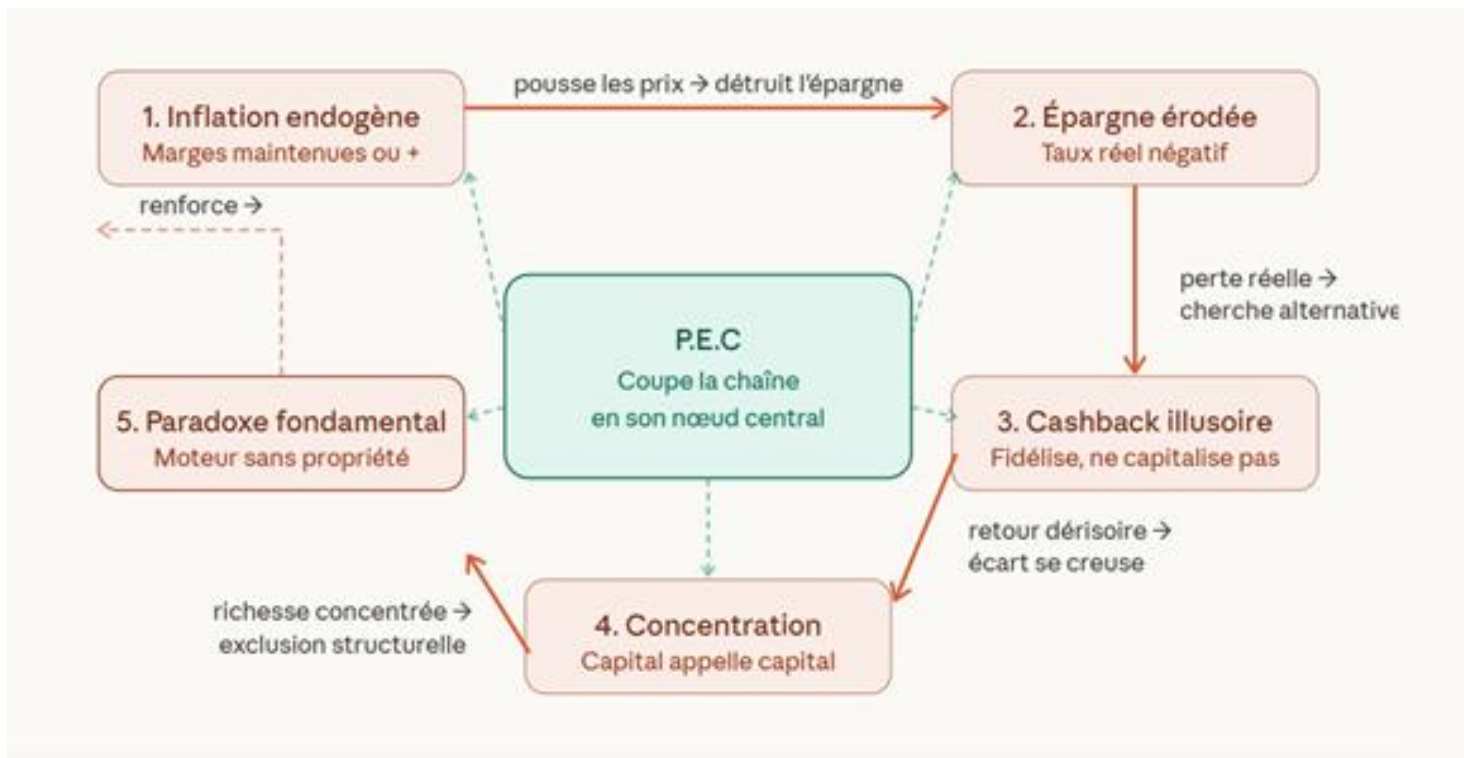 pousse les prix → détruit l'épargne
1. Inflation endogène
Marges maintenues ou +
2. Épargne érodée
Taux réel négatif
renforce →
perte réelle →
cherche alternative
P.E.C
Coupe la chaîne
en son nœud central
5. Paradoxe fondamental
Moteur sans propriété
3. Cashback illusoire
Fidélise, ne capitalise pas
retour dérisoire →
écart se creuse
richesse concentrée →
exclusion structurelle
4. Concentration
Capital appelle capital